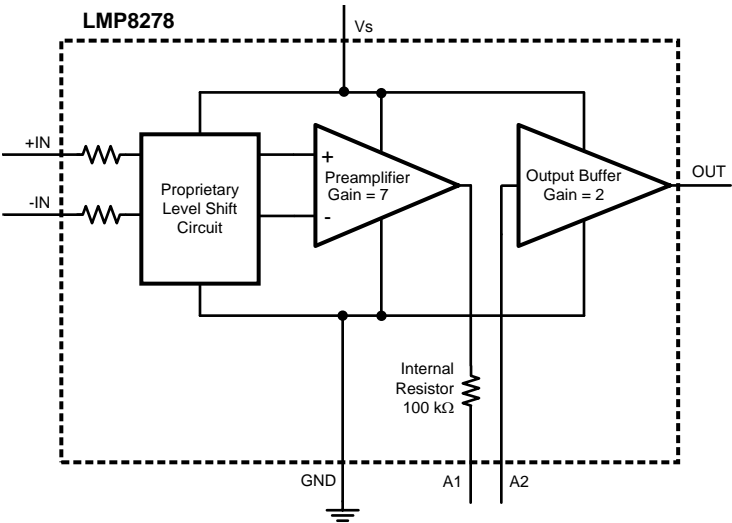 LMP8278
Vs
+IN
-IN
Proprietary
Level Shift
Circuit
+
Preamplifier
Gain = 7
-
Output Buffer
Gain = 2
OUT
Internal
Resistor
100 kΩ
GND
A1
A2